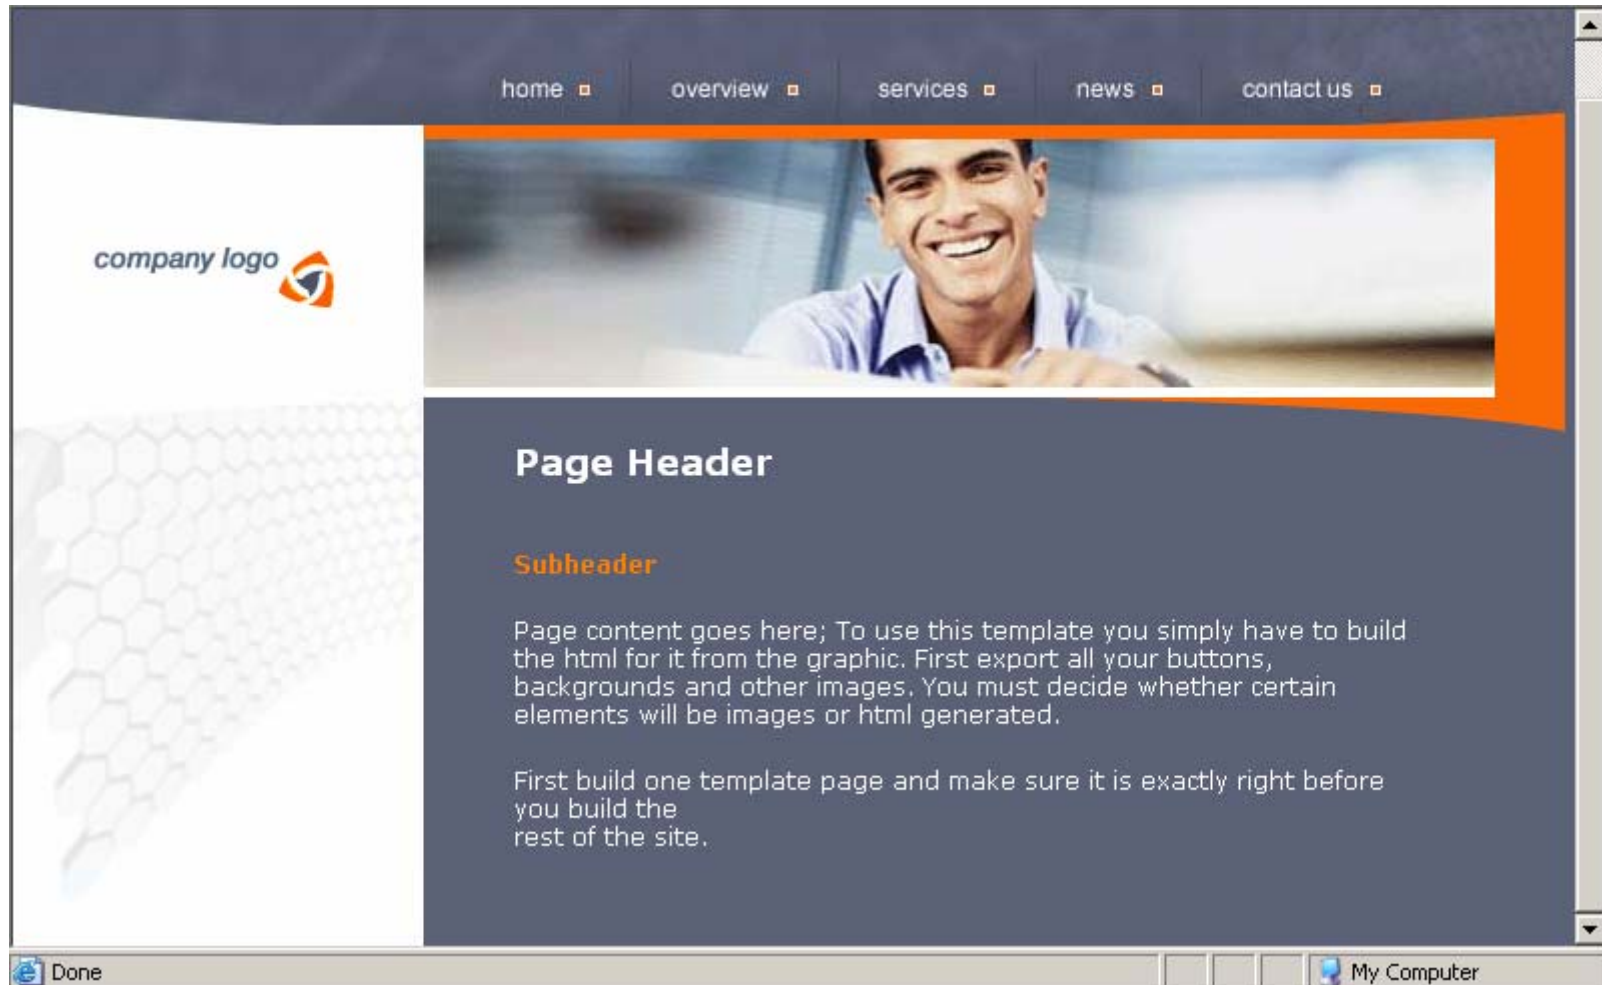 home overview services news contact us
company logo
Page Header
Subheader
Page content goes here; To use this template you simply have to build
the html for it from the graphic. First export all your buttons,
backgrounds and other images. You must decide whether certain
elements will be images or html generated.
First build one template page and make sure it is exactly right before
you build the
rest of the site.
Done My Computer